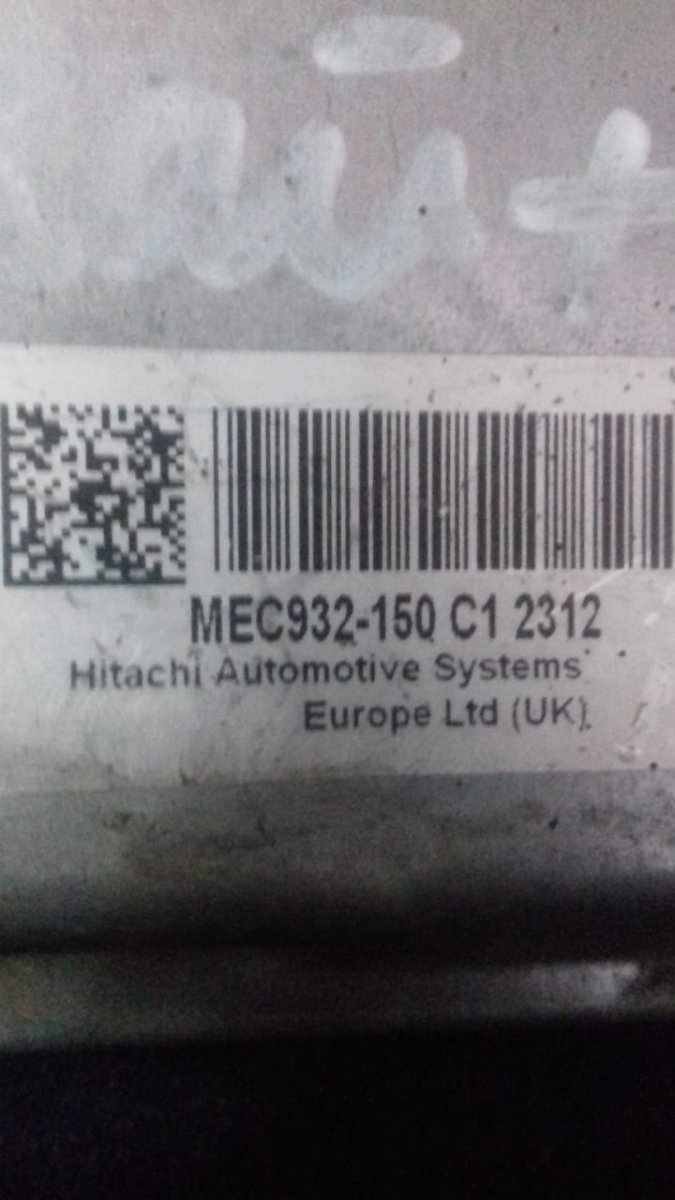 MEC932-150 C1 2312
Hitachi Automotive Systems
Europe Ltd (UK).